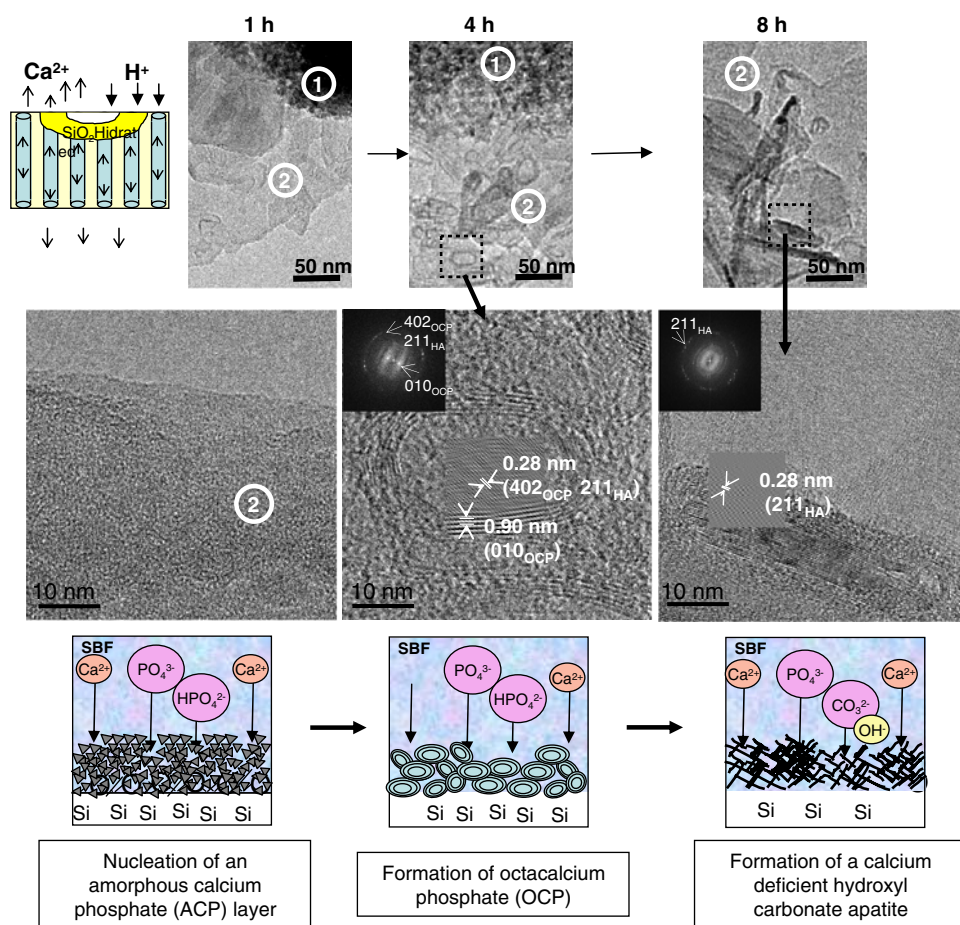 1 h
4 h
8 h
Ca²⁺
H⁺
SiO₂Hidrat
ed
1
2
50 nm
1
2
50 nm
2
50 nm
2
10 nm
402OCP
211HA
010OCP
0.28 nm
(402OCP 211HA)
0.90 nm
(010OCP)
10 nm
211HA
0.28 nm
(211HA)
10 nm
SBF
Ca²⁺
PO₄³⁻
HPO₄²⁻
Ca²⁺
Si Si Si Si Si Si
SBF
PO₄³⁻
HPO₄²⁻
Ca²⁺
Si Si Si Si Si
SBF
Ca²⁺
PO₄³⁻
CO₃²⁻
OH⁻
Ca²⁺
Si Si Si
Nucleation of an
amorphous calcium
phosphate (ACP) layer
Formation of octacalcium
phosphate (OCP)
Formation of a calcium
deficient hydroxyl
carbonate apatite